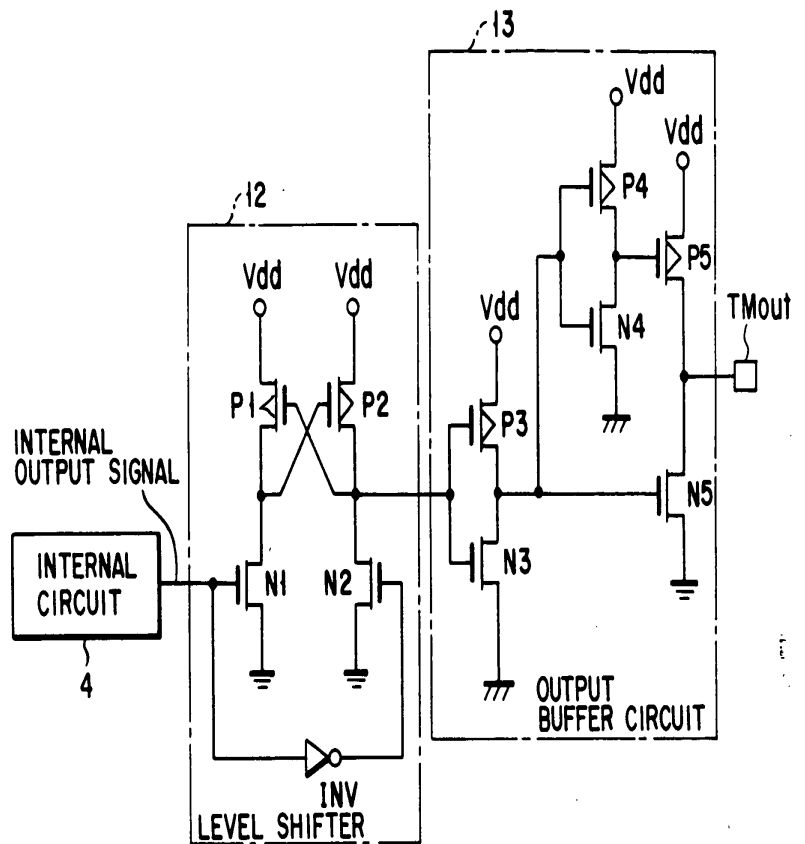 13
Vdd
Vdd
P4
12
P5
Vdd
Vdd
TMout
Vdd
N4
P1
P2
P3
INTERNAL
OUTPUT SIGNAL
N5
INTERNAL
CIRCUIT
N1
N2
N3
4
OUTPUT
BUFFER CIRCUIT
INV
LEVEL SHIFTER